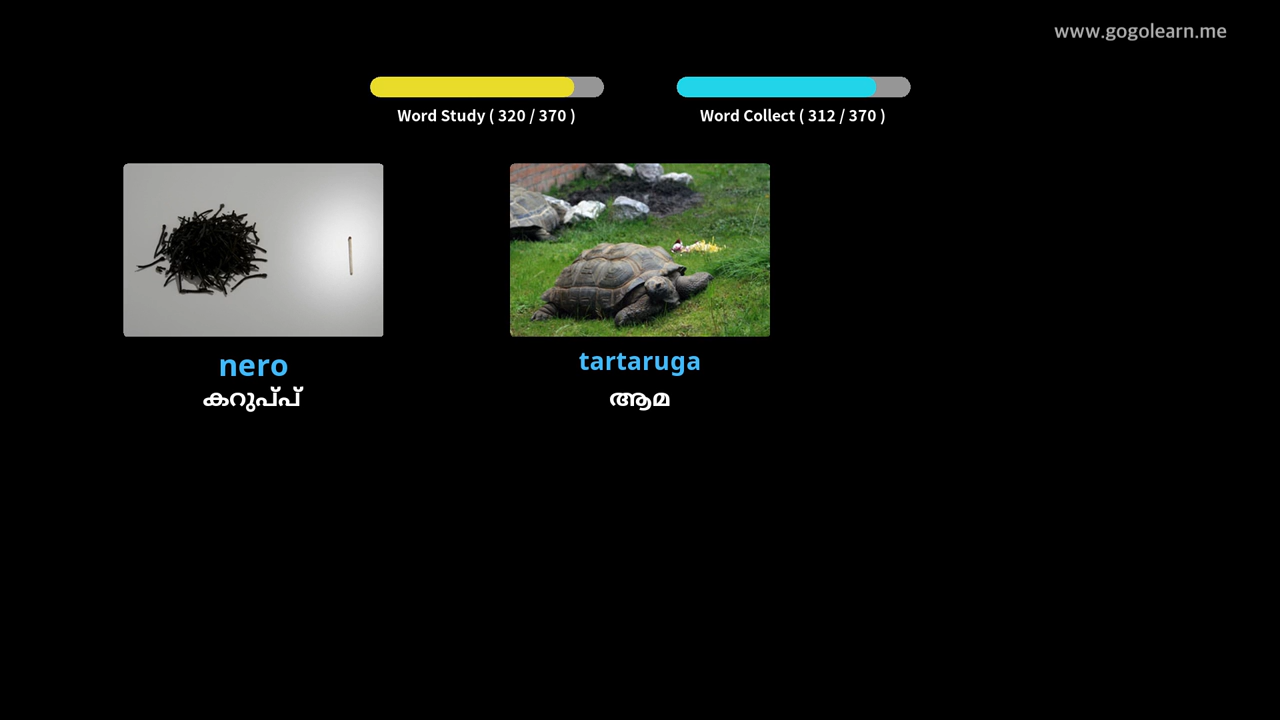 www.gogolearn.me
Word Study ( 320 / 370 )
Word Collect ( 312 / 370 )
nero
കറുപ്പ്
tartaruga
ആമ